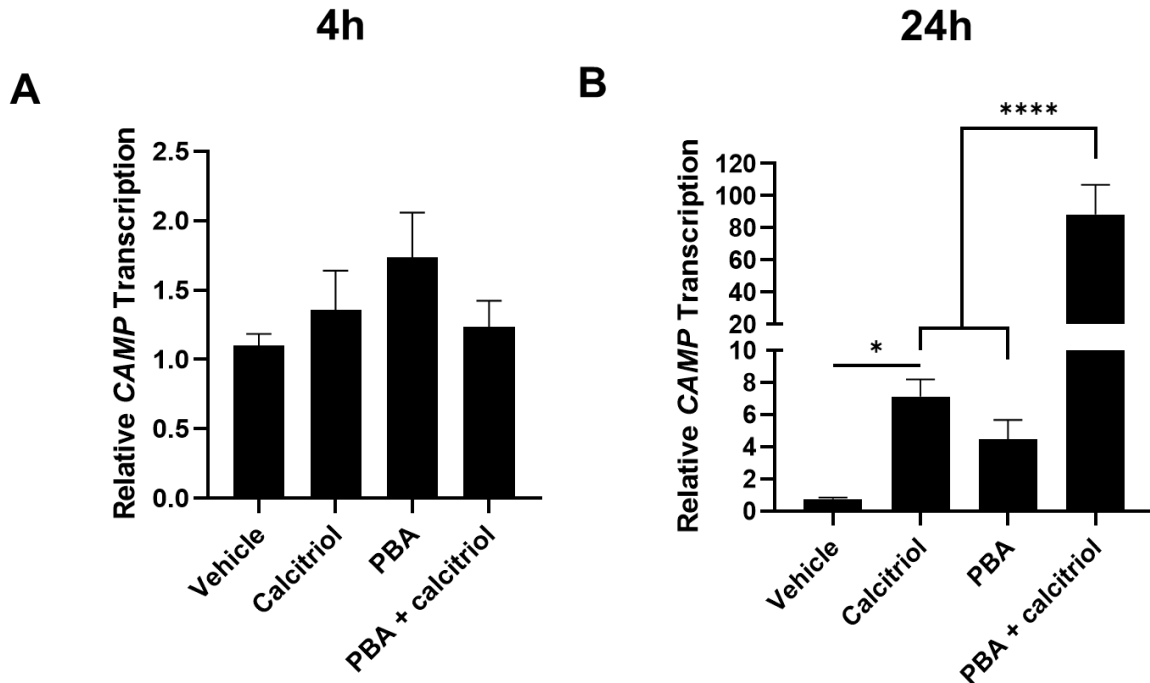 4h
24h
A
B
Relative CAMP Transcription
2.5
2.0
1.5
1.0
0.5
0.0
Vehicle
Calcitriol
PBA
PBA + calcitriol
Relative CAMP Transcription
120
100
80
60
40
20
10
8
6
4
2
0
*
****
Vehicle
Calcitriol
PBA
PBA + calcitriol